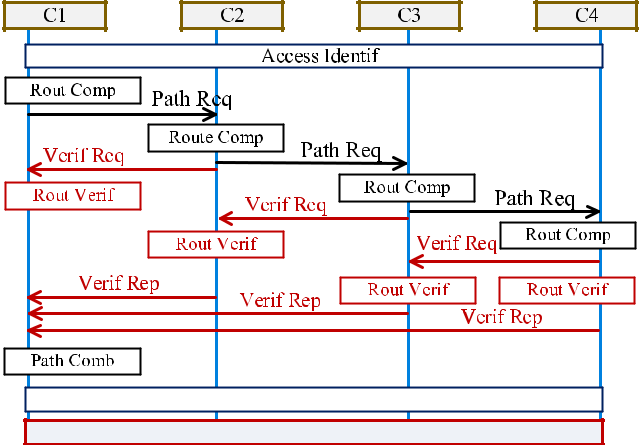 C1 C2 C3 C4
Access Identif
Rout Comp
Path Req
Route Comp
Verif Req
Path Req
Rout Verif
Rout Comp
Verif Req
Path Req
Rout Comp
Rout Verif
Verif Req
Verif Rep
Rout Verif
Rout Verif
Verif Rep
Verif Rep
Path Comb